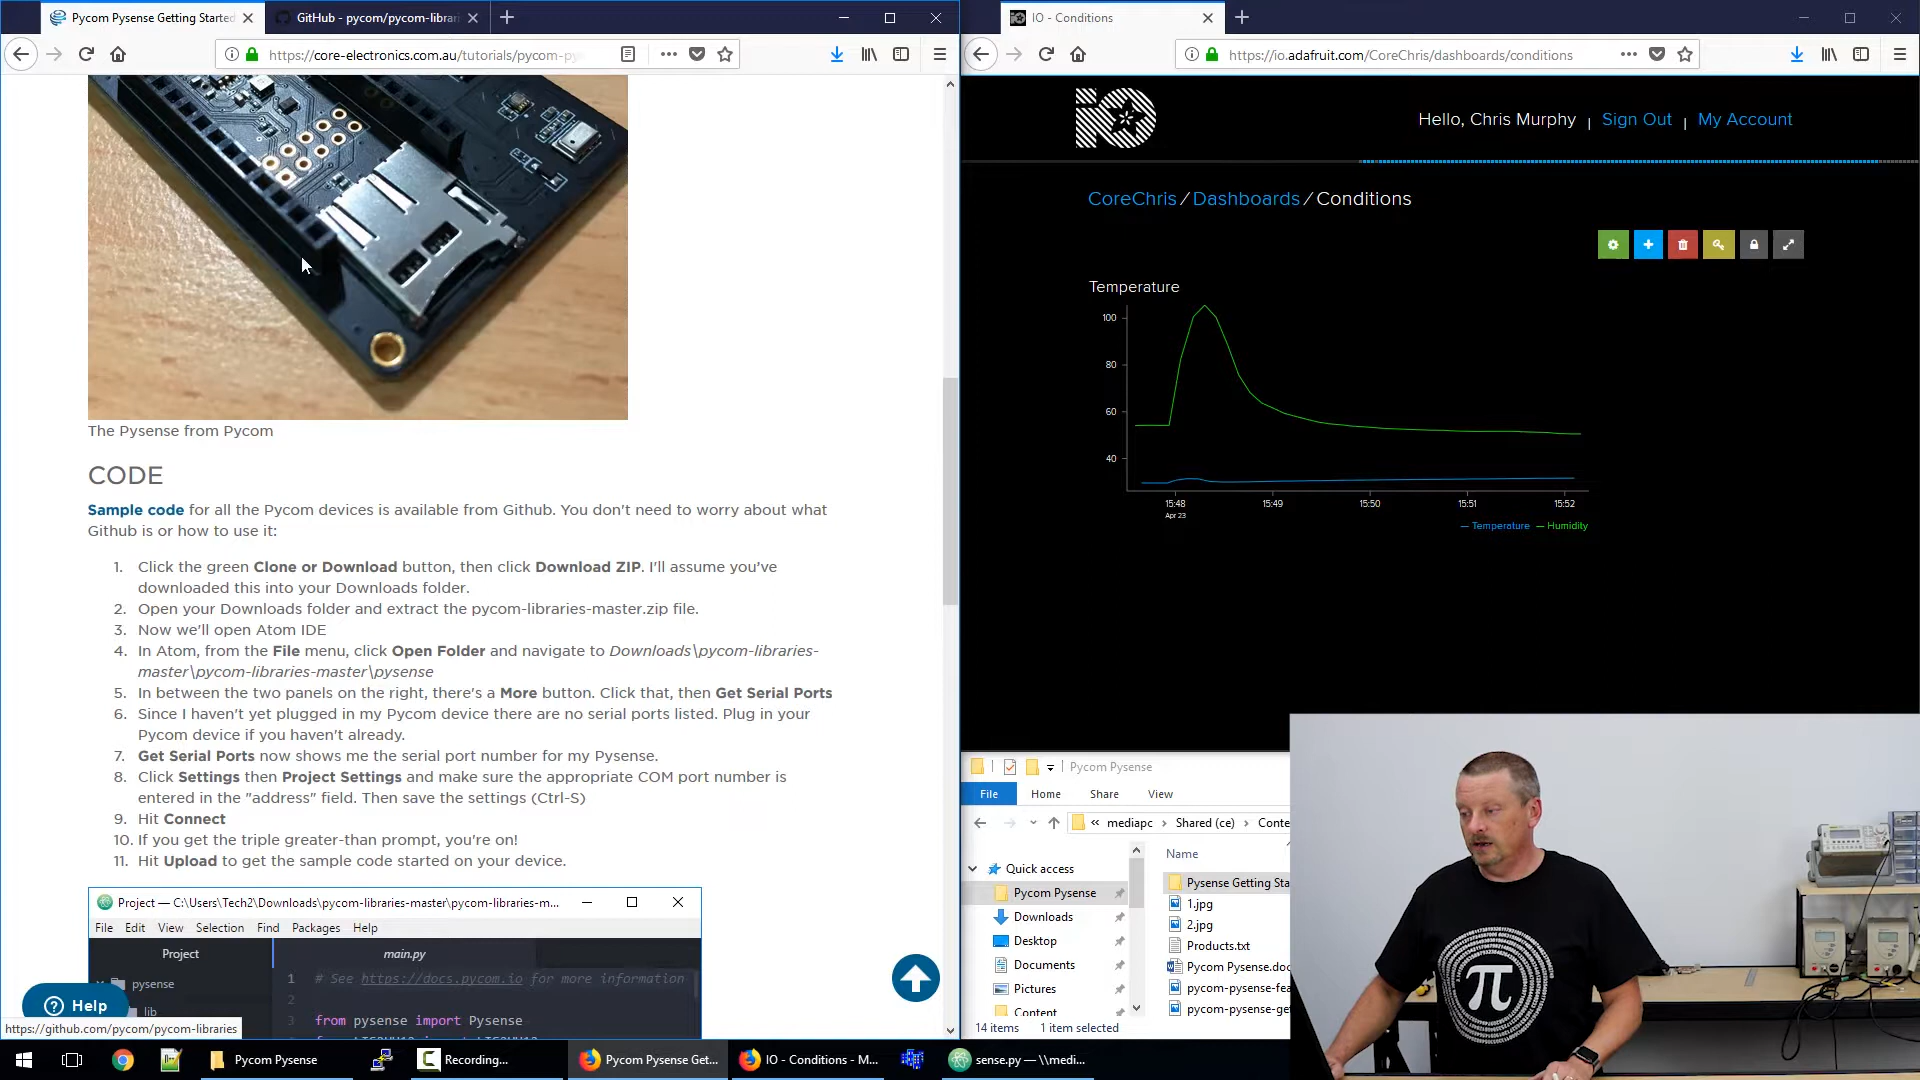 Pycom Pysense Getting Started
GitHub - pycom/pycom-librari
https://core-electronics.com.au/tutorials/pycom-py
The Pysense from Pycom
CODE
Sample code for all the Pycom devices is available from Github. You don't need to worry about what
Github is or how to use it:
1. Click the green Clone or Download button, then click Download ZIP. I'll assume you've
downloaded this into your Downloads folder.
2. Open your Downloads folder and extract the pycom-libraries-master.zip file.
3. Now we'll open Atom IDE
4. In Atom, from the File menu, click Open Folder and navigate to Downloads\pycom-libraries-
master\pycom-libraries-master\pysense
5. In between the two panels on the right, there's a More button. Click that, then Get Serial Ports
6. Since I haven't yet plugged in my Pycom device there are no serial ports listed. Plug in your
Pycom device if you haven't already.
7. Get Serial Ports now shows me the serial port number for my Pysense.
8. Click Settings then Project Settings and make sure the appropriate COM port number is
entered in the "address" field. Then save the settings (Ctrl-S)
9. Hit Connect
10. If you get the triple greater-than prompt, you're on!
11. Hit Upload to get the sample code started on your device.
Project — C:\Users\Tech2\Downloads\pycom-libraries-master\pycom-libraries-m...
File Edit View Selection Find Packages Help
Project main.py
1 # See https://docs.pycom.io for more information
pysense 2
lib
3 from pysense import Pysense
Help
https://github.com/pycom/pycom-libraries
IO - Conditions
https://io.adafruit.com/CoreChris/dashboards/conditions
Hello, Chris Murphy | Sign Out | My Account
CoreChris / Dashboards / Conditions
Temperature
100
80
60
40
15:48 15:49 15:50 15:51 15:52
Apr 23
Temperature Humidity
Pycom Pysense
File Home Share View
« mediapc > Shared (ce) > Conte
Quick access
Pycom Pysense
Downloads
Desktop
Documents
Pictures
Content
Name
Pysense Getting Sta
1.jpg
2.jpg
Products.txt
Pycom Pysense.doc
pycom-pysense-fea
pycom-pysense-get
14 items 1 item selected
π
Pycom Pysense
Recording...
Pycom Pysense Get...
IO - Conditions - M...
sense.py — \\medi...